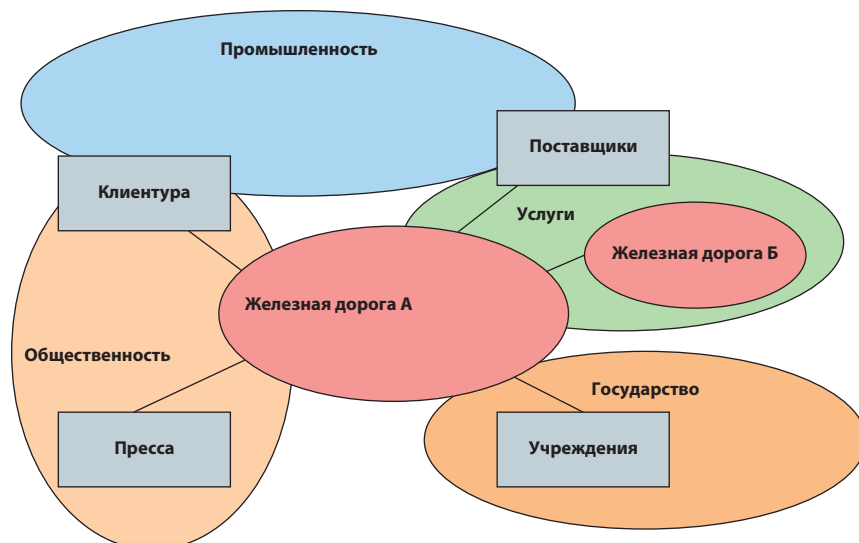 Промышленность
Поставщики
Клиентура
Услуги
Железная дорога Б
Железная дорога А
Общественность
Государство
Пресса
Учреждения